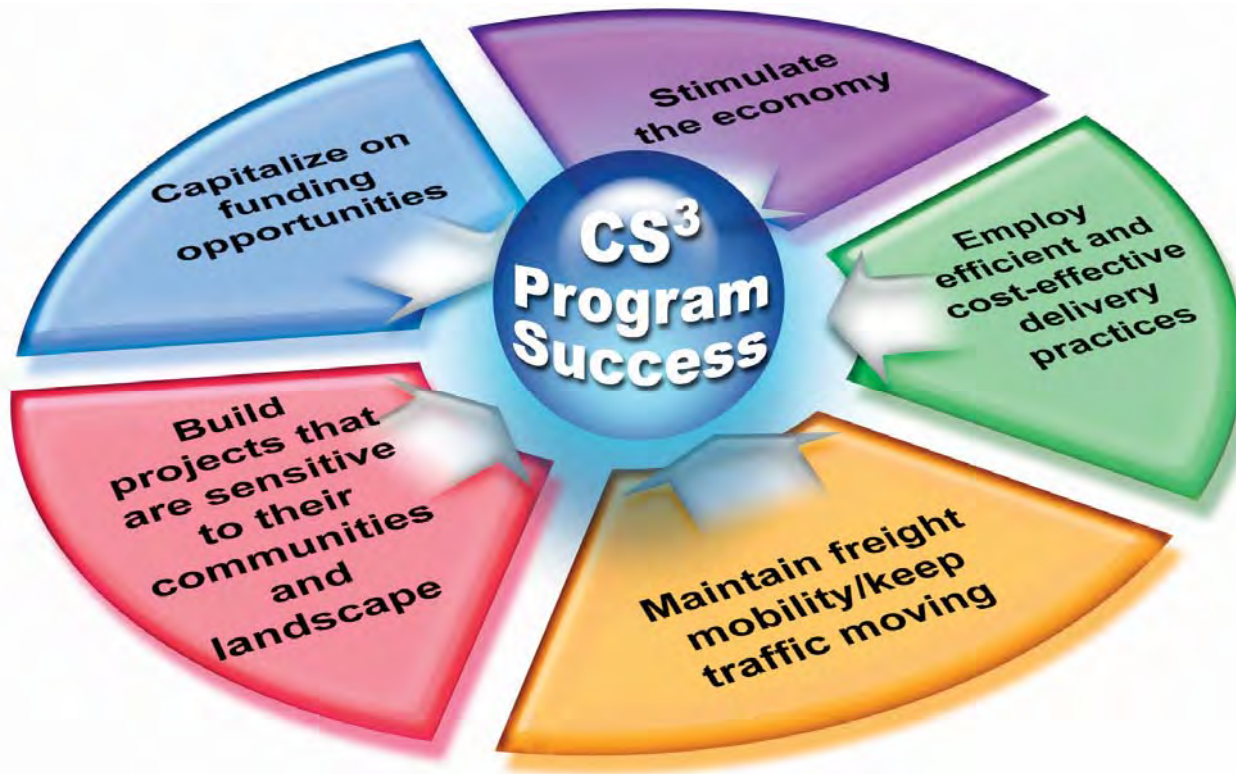 Stimulate
the economy
Employ
efficient and
cost-effective
delivery
practices
Maintain freight
mobility/keep
traffic moving
Build
projects that
are sensitive
to their
communities
and
landscape
Capitalize on
funding
opportunities
CS³
Program
Success